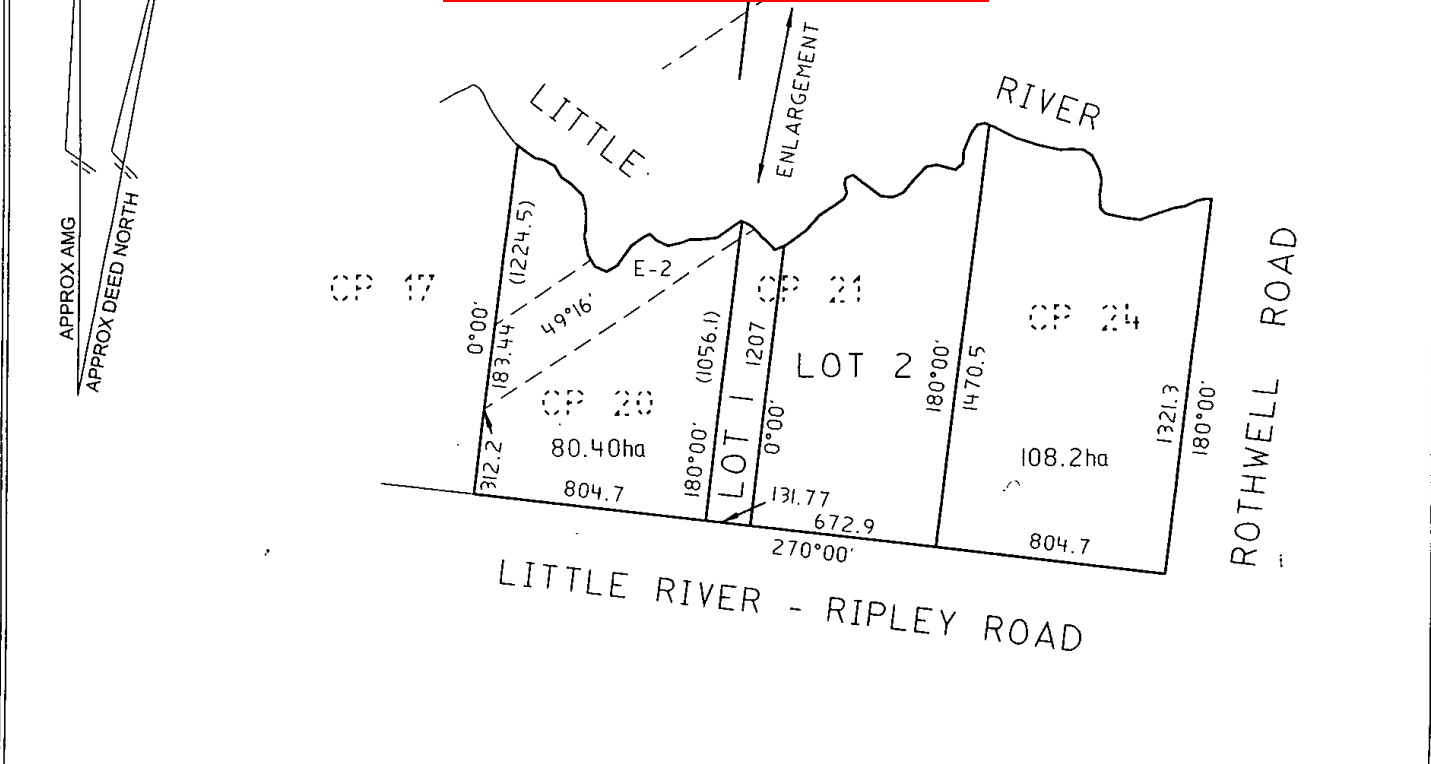 ENLARGEMENT
LITTLE
RIVER
APPROX AMG
APPROX DEED NORTH
CP 17
(1224.5)
E-2
CP 21
CP 24
ROTHWELL ROAD
0°00'
183.44
49°16'
(1056.1)
1207
LOT 2
180°00'
1470.5
1321.3
180°00'
CP 20
80.40ha
312.2
804.7
180°00'
LOT 1
0°00'
131.77
672.9
108.2ha
804.7
270°00'
LITTLE RIVER - RIPLEY ROAD